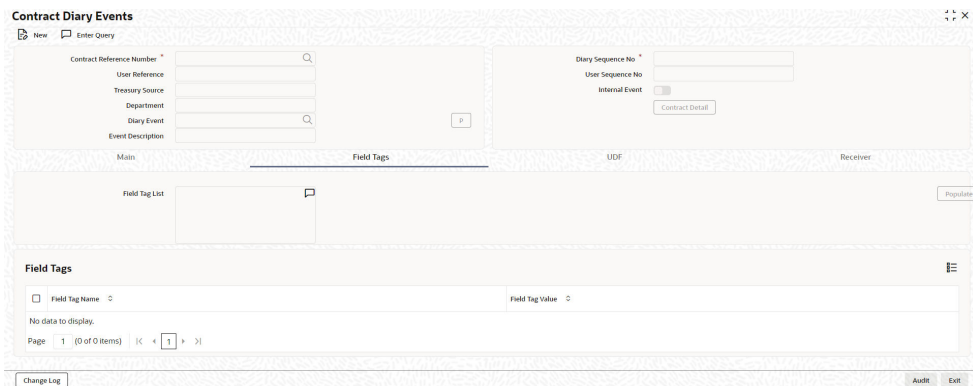 Contract Diary Events
New Enter Query
Contract Reference Number *
User Reference
Treasury Source
Department
Diary Event
P
Event Description
Diary Sequence No *
User Sequence No
Internal Event
Contract Detail
Main Field Tags UDF Receiver
Field Tag List
Populate
Field Tags
Field Tag Name Field Tag Value
No data to display.
Page 1 (0 of 0 items) 1
Change Log Audit Exit